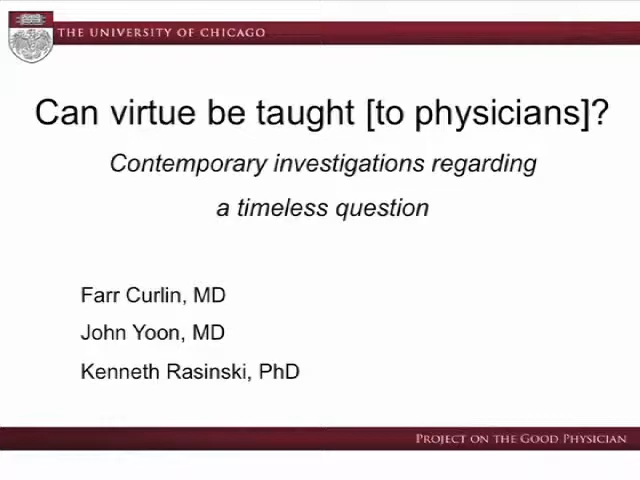 THE UNIVERSITY OF CHICAGO
Can virtue be taught [to physicians]?
Contemporary investigations regarding
a timeless question
Farr Curlin, MD
John Yoon, MD
Kenneth Rasinski, PhD
PROJECT ON THE GOOD PHYSICIAN